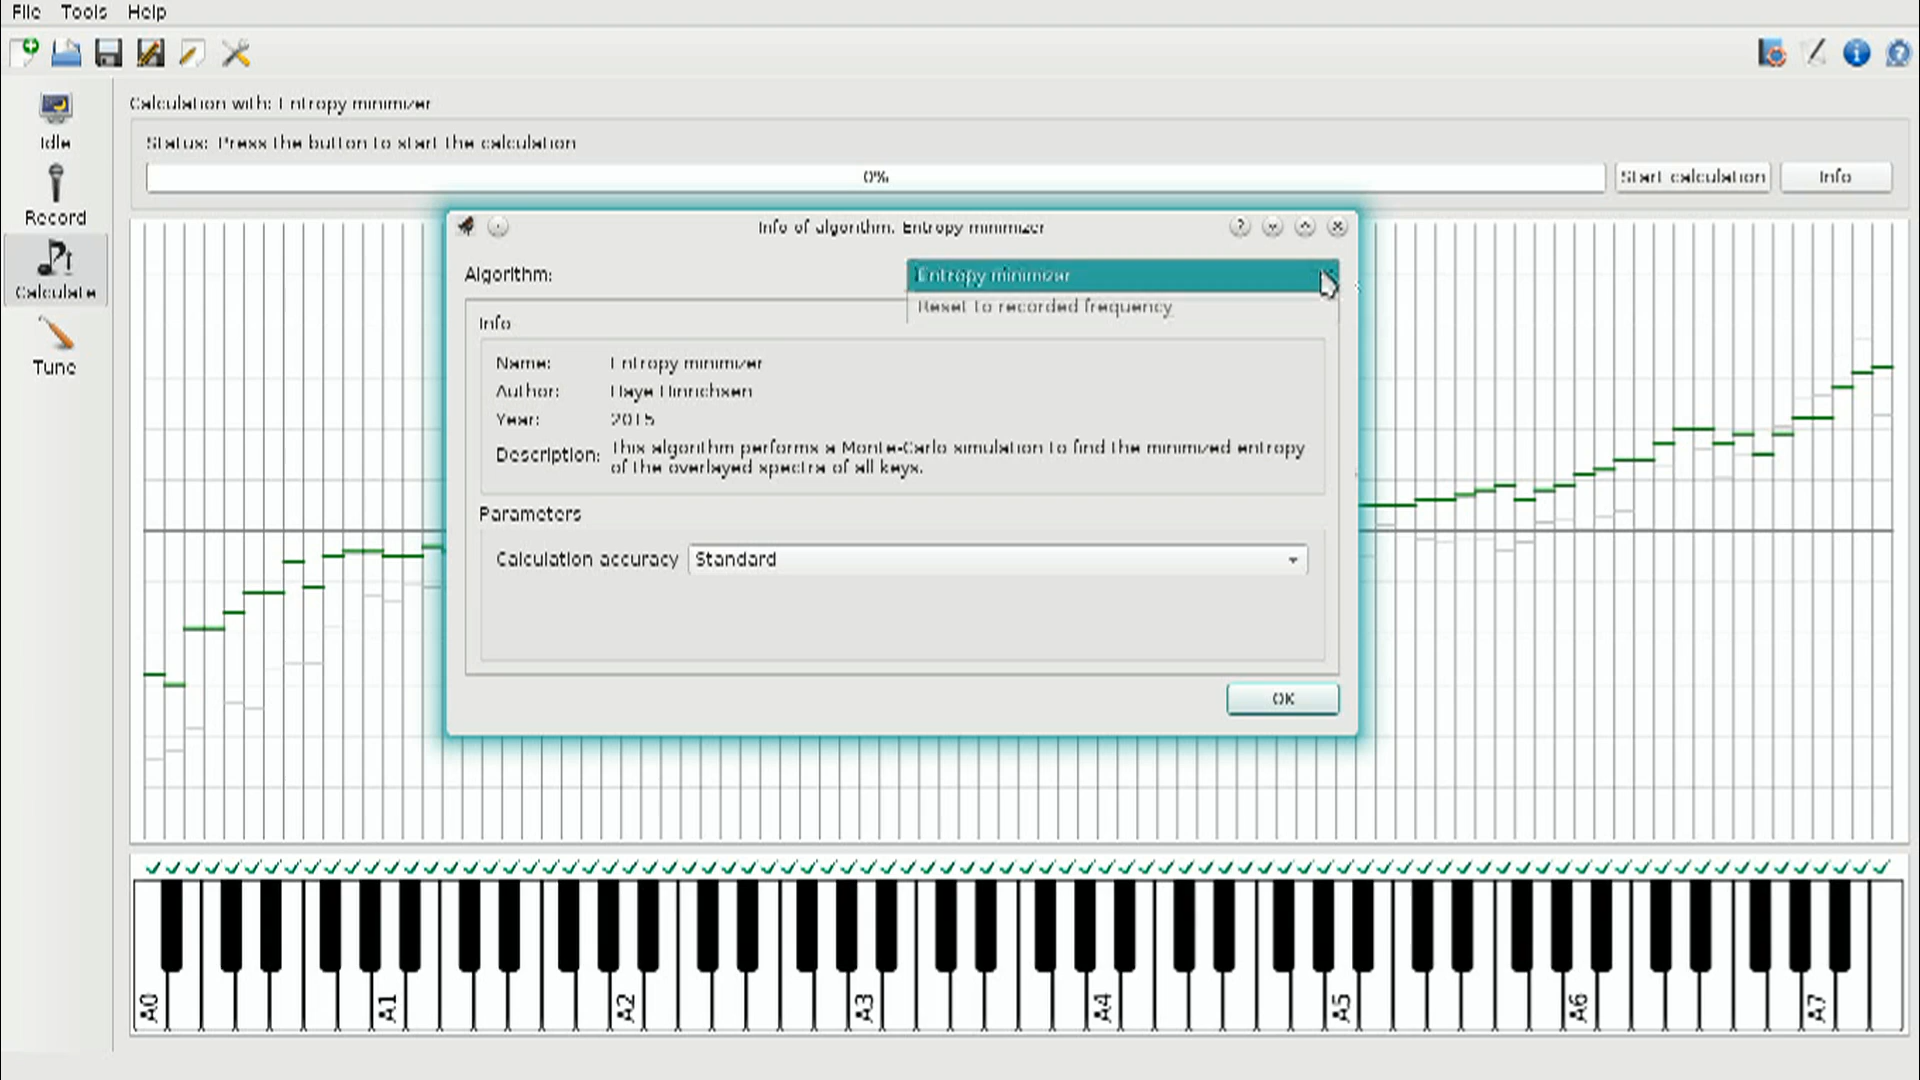 File Tools Help
Calculation with: Entropy minimizer
Idle
Status: Press the button to start the calculation
0%
Start calculation
Info
Record
Info of algorithm: Entropy minimizer
Algorithm:
Entropy minimizer
Reset to recorded frequency
Calculate
Info
Name: Entropy minimizer
Author: Haye Hinrichsen
Tune
Year: 2015
Description: This algorithm performs a Monte-Carlo simulation to find the minimized entropy
of the overlayed spectra of all keys.
Parameters
Calculation accuracy Standard
OK
A0 A1 A2 A3 A4 A5 A6 A7